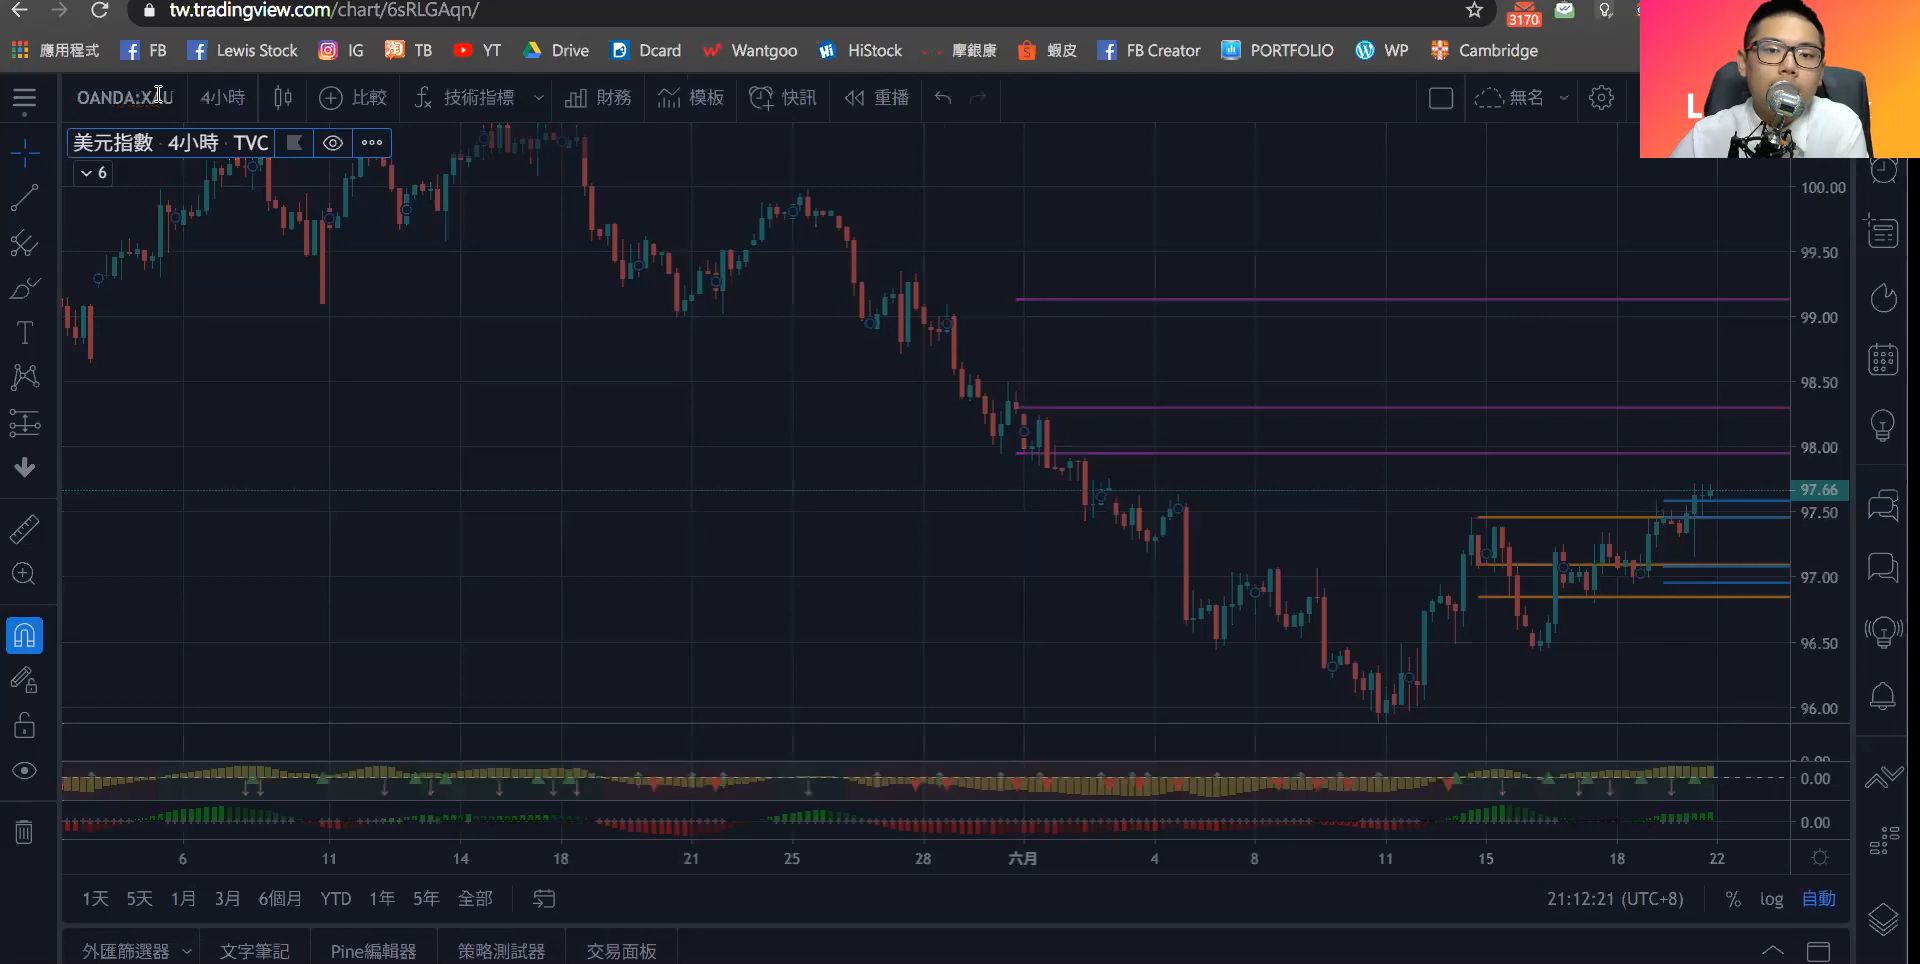 tw.tradingview.com/chart/6sRLGAqn/
3170
應用程式 FB Lewis Stock IG TB YT Drive Dcard Wantgoo HiStock 摩銀康 蝦皮 FB Creator PORTFOLIO WP Cambridge
OANDA:XAU 4小時 比較 技術指標 財務 模板 快訊 重播 無名
L
美元指數 · 4小時 · TVC
6
100.00
99.50
99.00
98.50
98.00
97.66
97.50
97.00
96.50
96.00
0.00
0.00
6 11 14 18 21 25 28 六月 4 8 11 15 18 22
1天 5天 1月 3月 6個月 YTD 1年 5年 全部 21:12:21 (UTC+8) % log 自動
外匯篩選器 文字筆記 Pine編輯器 策略測試器 交易面板